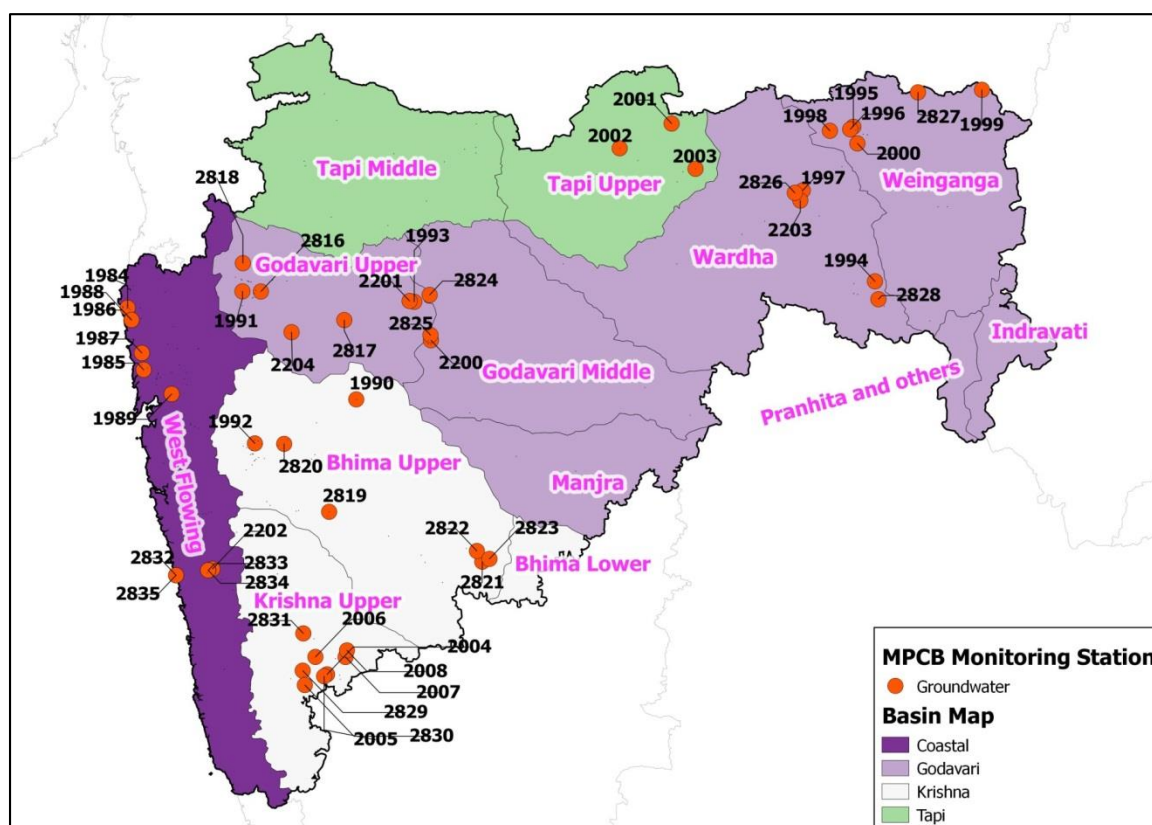 1995
2001
1996
1998
2002
2827
1999
2000
Tapi Middle
Tapi Upper
2003
Weinganga
2818
2826
1997
2816
1993
2203
Godavari Upper
Wardha
1984
2201
2824
1994
1988
1986
2828
1991
2825
Indravati
1987
2204
2817
2200
1985
Godavari Middle
1990
Pranhita and others
1989
1992
West Flowing
2820
Bhima Upper
Manjra
2819
2202
2822
2823
2832
2833
Bhima Lower
2834
2821
2835
Krishna Upper
2831
2006
2004
2008
2007
2829
2005
2830
MPCB Monitoring Station
Groundwater
Basin Map
Coastal
Godavari
Krishna
Tapi